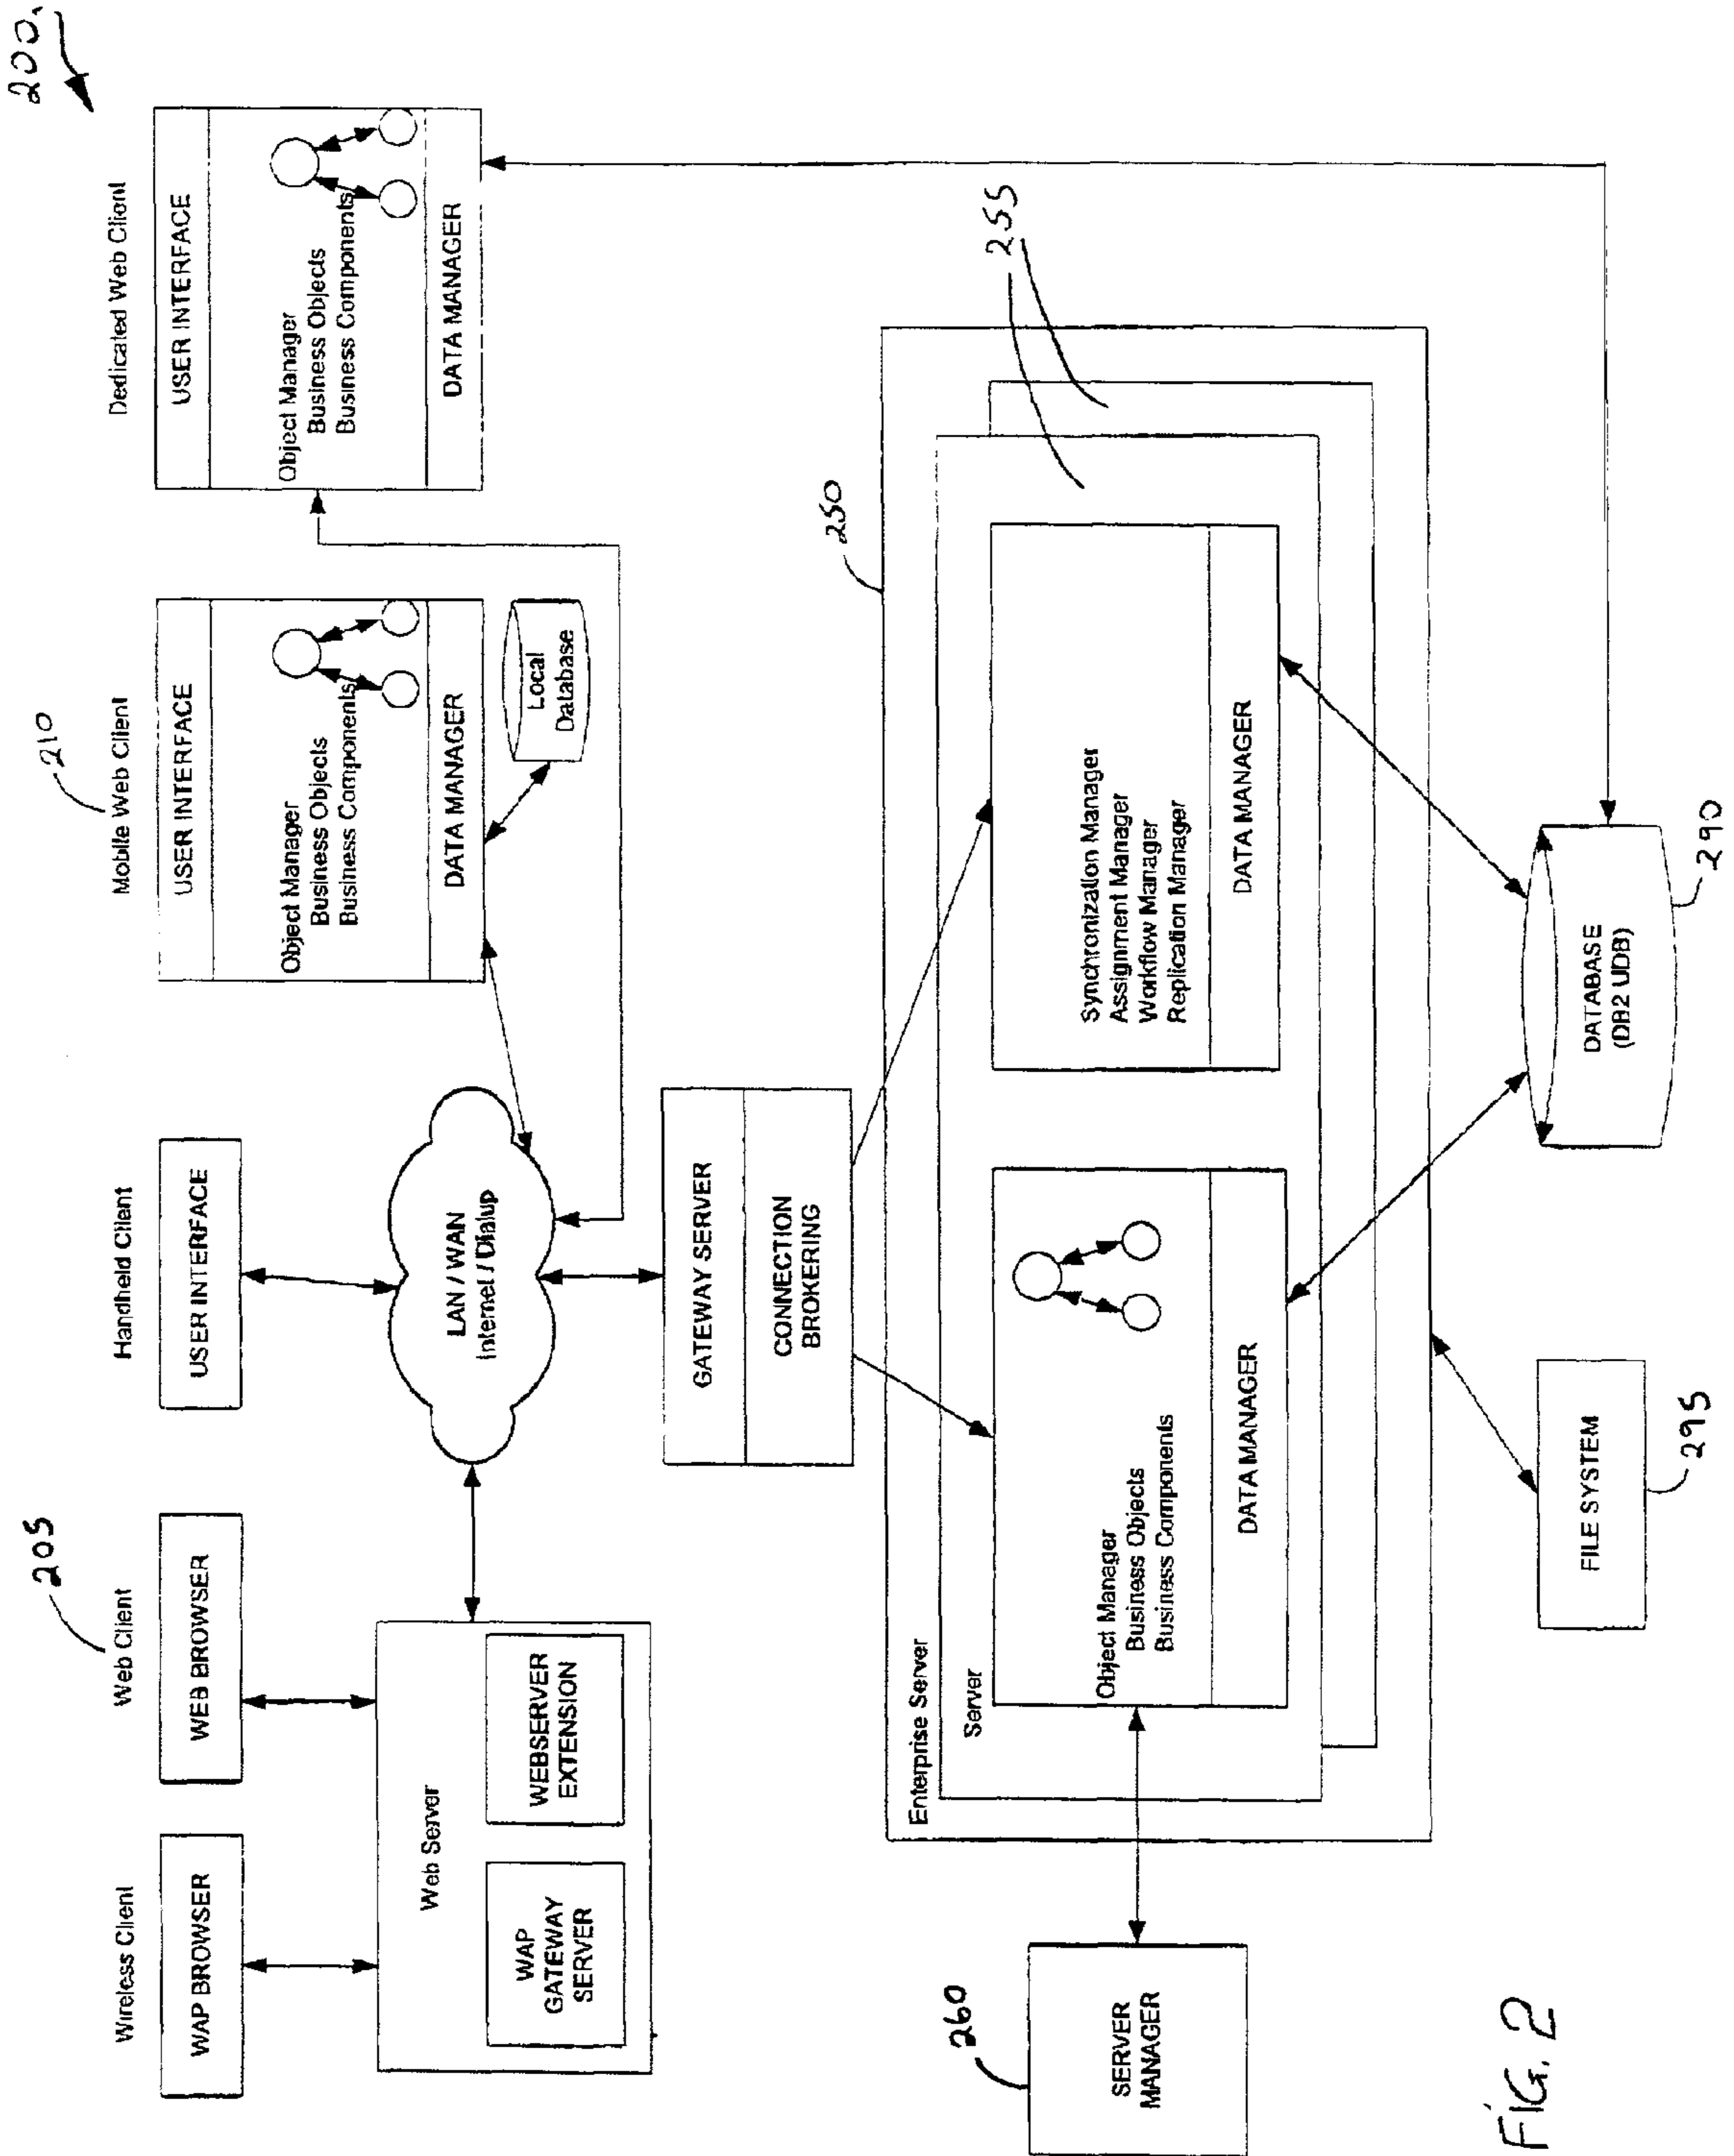 200
Wireless Client
WAP BROWSER
Web Client
205
WEB BROWSER
Handheld Client
USER INTERFACE
Mobile Web Client
210
USER INTERFACE
Object Manager
Business Objects
Business Components
DATA MANAGER
Local
Database
Dedicated Web Client
USER INTERFACE
Object Manager
Business Objects
Business Components
DATA MANAGER
Web Server
WAP
GATEWAY
SERVER
WEBSERVER
EXTENSION
LAN / WAN
Internet / Dialup
GATEWAY SERVER
CONNECTION
BROKERING
250
255
Enterprise Server
Server
Object Manager
Business Objects
Business Components
DATA MANAGER
Synchronization Manager
Assignment Manager
Workflow Manager
Replication Manager
DATA MANAGER
260
SERVER
MANAGER
FILE SYSTEM
295
DATABASE
(DB2 UDB)
290
FIG. 2